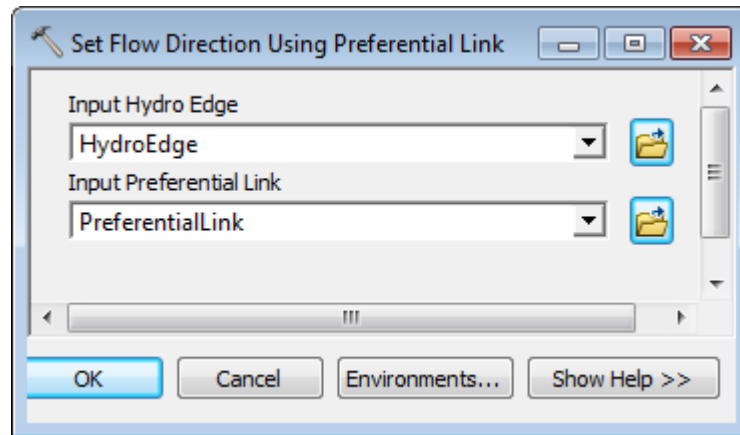 Set Flow Direction Using Preferential Link
Input Hydro Edge
HydroEdge
Input Preferential Link
PreferentialLink
OK Cancel Environments... Show Help >>